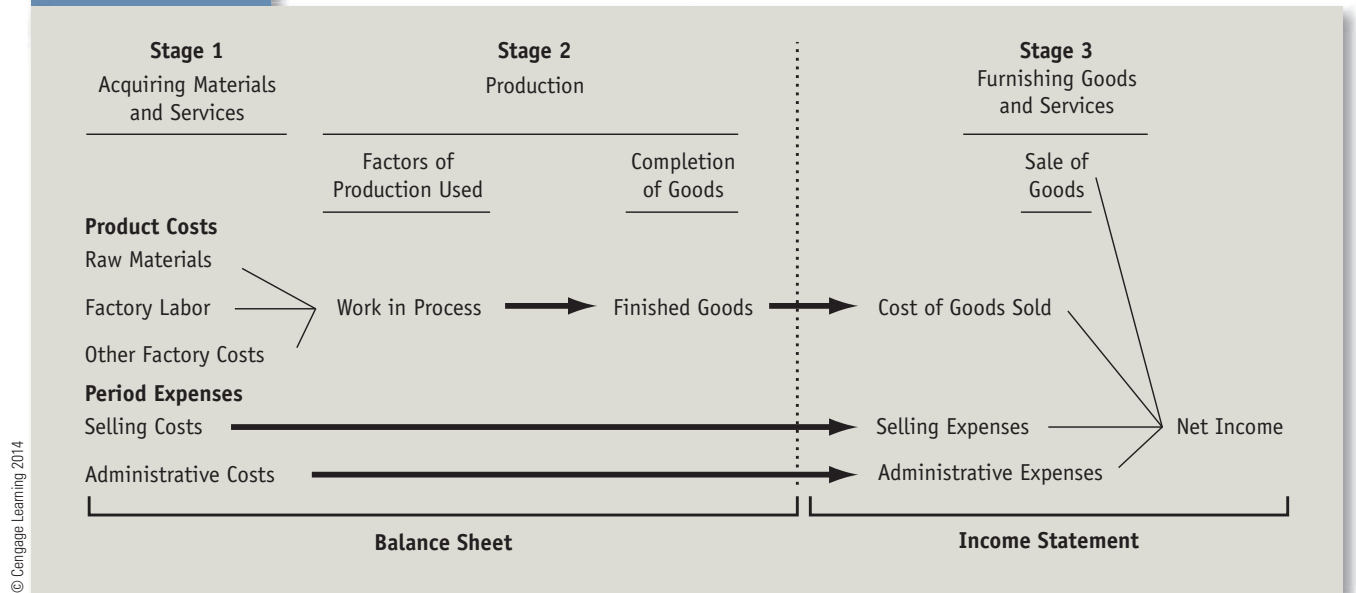 Stage 1
Acquiring Materials
and Services
Stage 2
Production
Stage 3
Furnishing Goods
and Services
Factors of
Production Used
Completion
of Goods
Sale of
Goods
Product Costs
Raw Materials
Factory Labor
Work in Process
Finished Goods
Cost of Goods Sold
Other Factory Costs
Period Expenses
Selling Costs
Selling Expenses
Net Income
Administrative Costs
Administrative Expenses
Balance Sheet
Income Statement
© Cengage Learning 2014